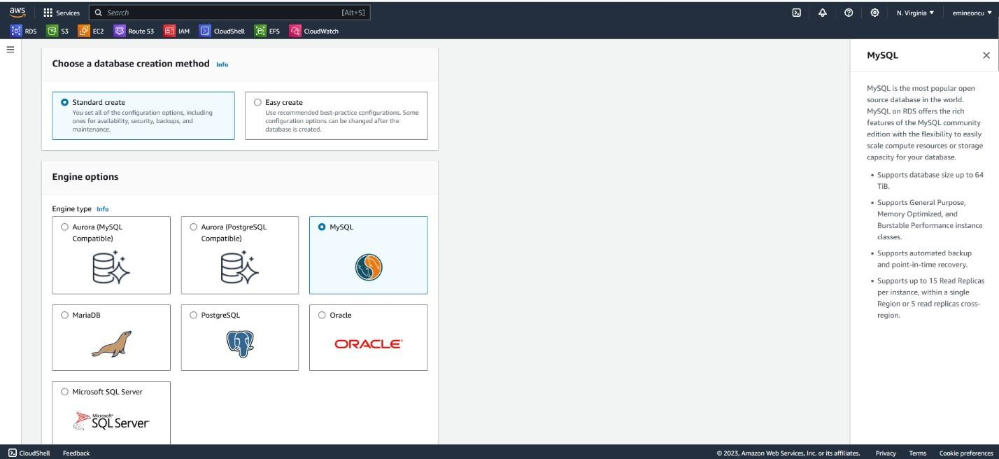 aws
Services
Search
[Alt+S]
N. Virginia
emineoncu
RDS
S3
EC2
Route 53
IAM
CloudShell
EFS
CloudWatch
Choose a database creation method Info
Standard create
You set all of the configuration options, including
ones for availability, security, backups, and
maintenance.
Easy create
Use recommended best-practice configurations. Some
configuration options can be changed after the
database is created.
Engine options
Engine type Info
Aurora (MySQL
Compatible)
Aurora (PostgreSQL
Compatible)
MySQL
MariaDB
PostgreSQL
Oracle
ORACLE
Microsoft SQL Server
Microsoft
SQL Server
MySQL
MySQL is the most popular open
source database in the world.
MySQL on RDS offers the rich
features of the MySQL community
edition with the flexibility to easily
scale compute resources or storage
capacity for your database.
• Supports database size up to 64
TiB.
• Supports General Purpose,
Memory Optimized, and
Burstable Performance instance
classes.
• Supports automated backup
and point-in-time recovery.
• Supports up to 15 Read Replicas
per instance, within a single
Region or 5 read replicas cross-
region.
CloudShell
Feedback
© 2023, Amazon Web Services, Inc. or its affiliates.
Privacy
Terms
Cookie preferences